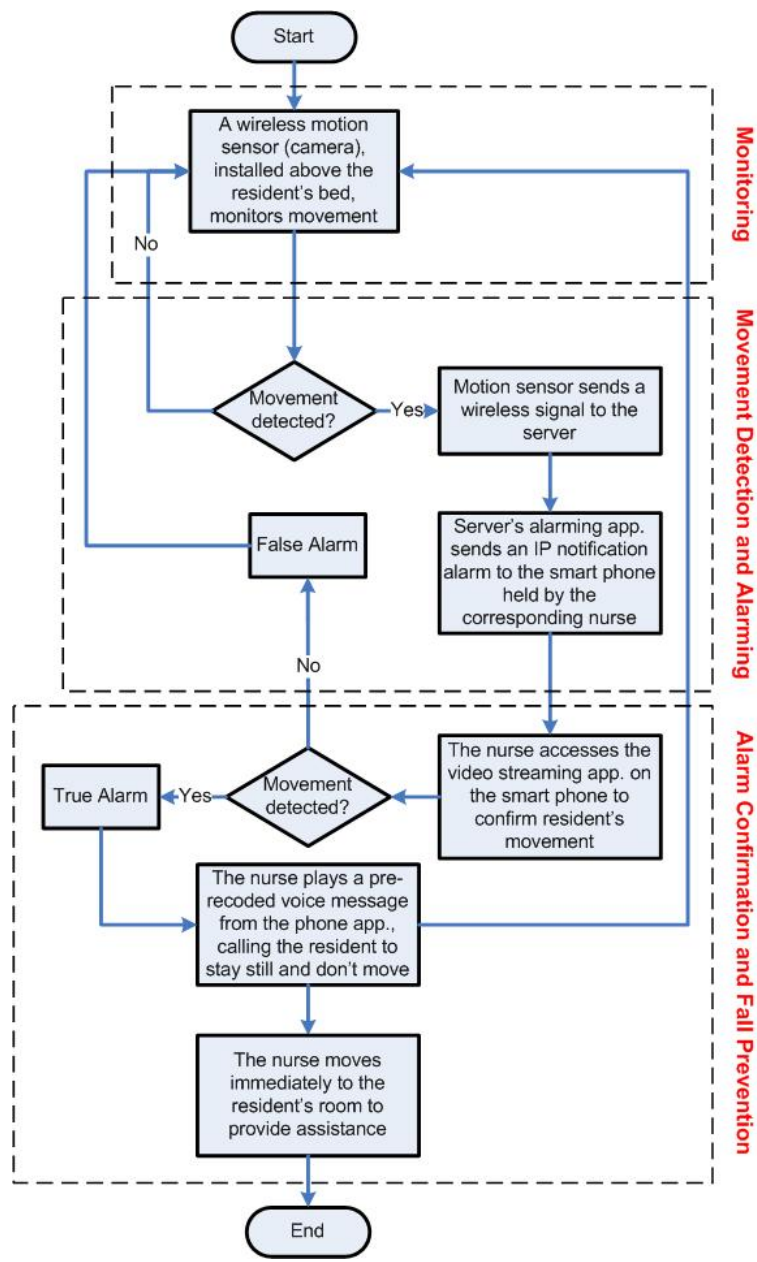 Start
A wireless motion
sensor (camera),
installed above the
resident's bed,
monitors movement
Monitoring
No
Movement
detected?
Yes
Motion sensor sends a
wireless signal to the
server
Server's alarming app.
sends an IP notification
alarm to the smart phone
held by the
corresponding nurse
False Alarm
Movement Detection and Alarming
No
The nurse accesses the
video streaming app. on
the smart phone to
confirm resident's
movement
Movement
detected?
Yes
True Alarm
The nurse plays a pre-
recoded voice message
from the phone app.,
calling the resident to
stay still and don't move
The nurse moves
immediately to the
resident's room to
provide assistance
Alarm Confirmation and Fall Prevention
End